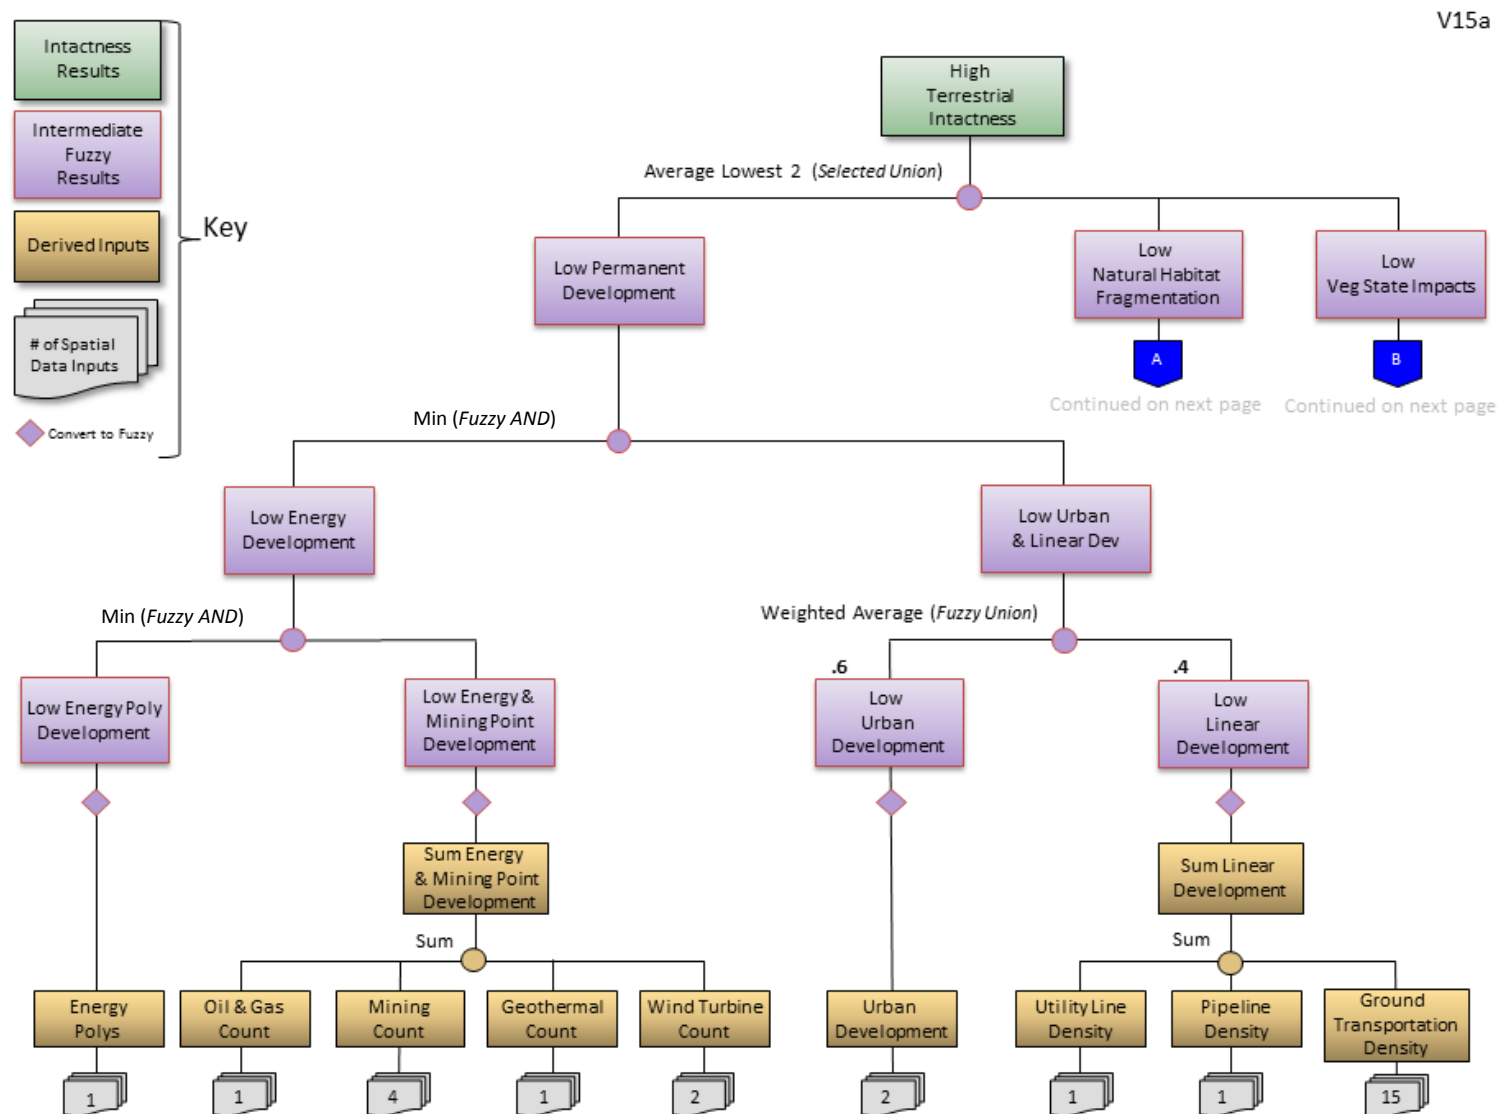 V15a
Intactness
Results
Intermediate
Fuzzy
Results
Derived Inputs
# of Spatial
Data Inputs
Convert to Fuzzy
Key
High
Terrestrial
Intactness
Average Lowest 2 (Selected Union)
Low Permanent
Development
Low
Natural Habitat
Fragmentation
Low
Veg State Impacts
A
B
Continued on next page
Continued on next page
Min (Fuzzy AND)
Low Energy
Development
Low Urban
& Linear Dev
Min (Fuzzy AND)
Weighted Average (Fuzzy Union)
.6
.4
Low Energy Poly
Development
Low Energy &
Mining Point
Development
Low
Urban
Development
Low
Linear
Development
Sum Energy
& Mining Point
Development
Sum Linear
Development
Sum
Sum
Energy
Polys
Oil & Gas
Count
Mining
Count
Geothermal
Count
Wind Turbine
Count
Urban
Development
Utility Line
Density
Pipeline
Density
Ground
Transportation
Density
1
1
4
1
2
2
1
1
15